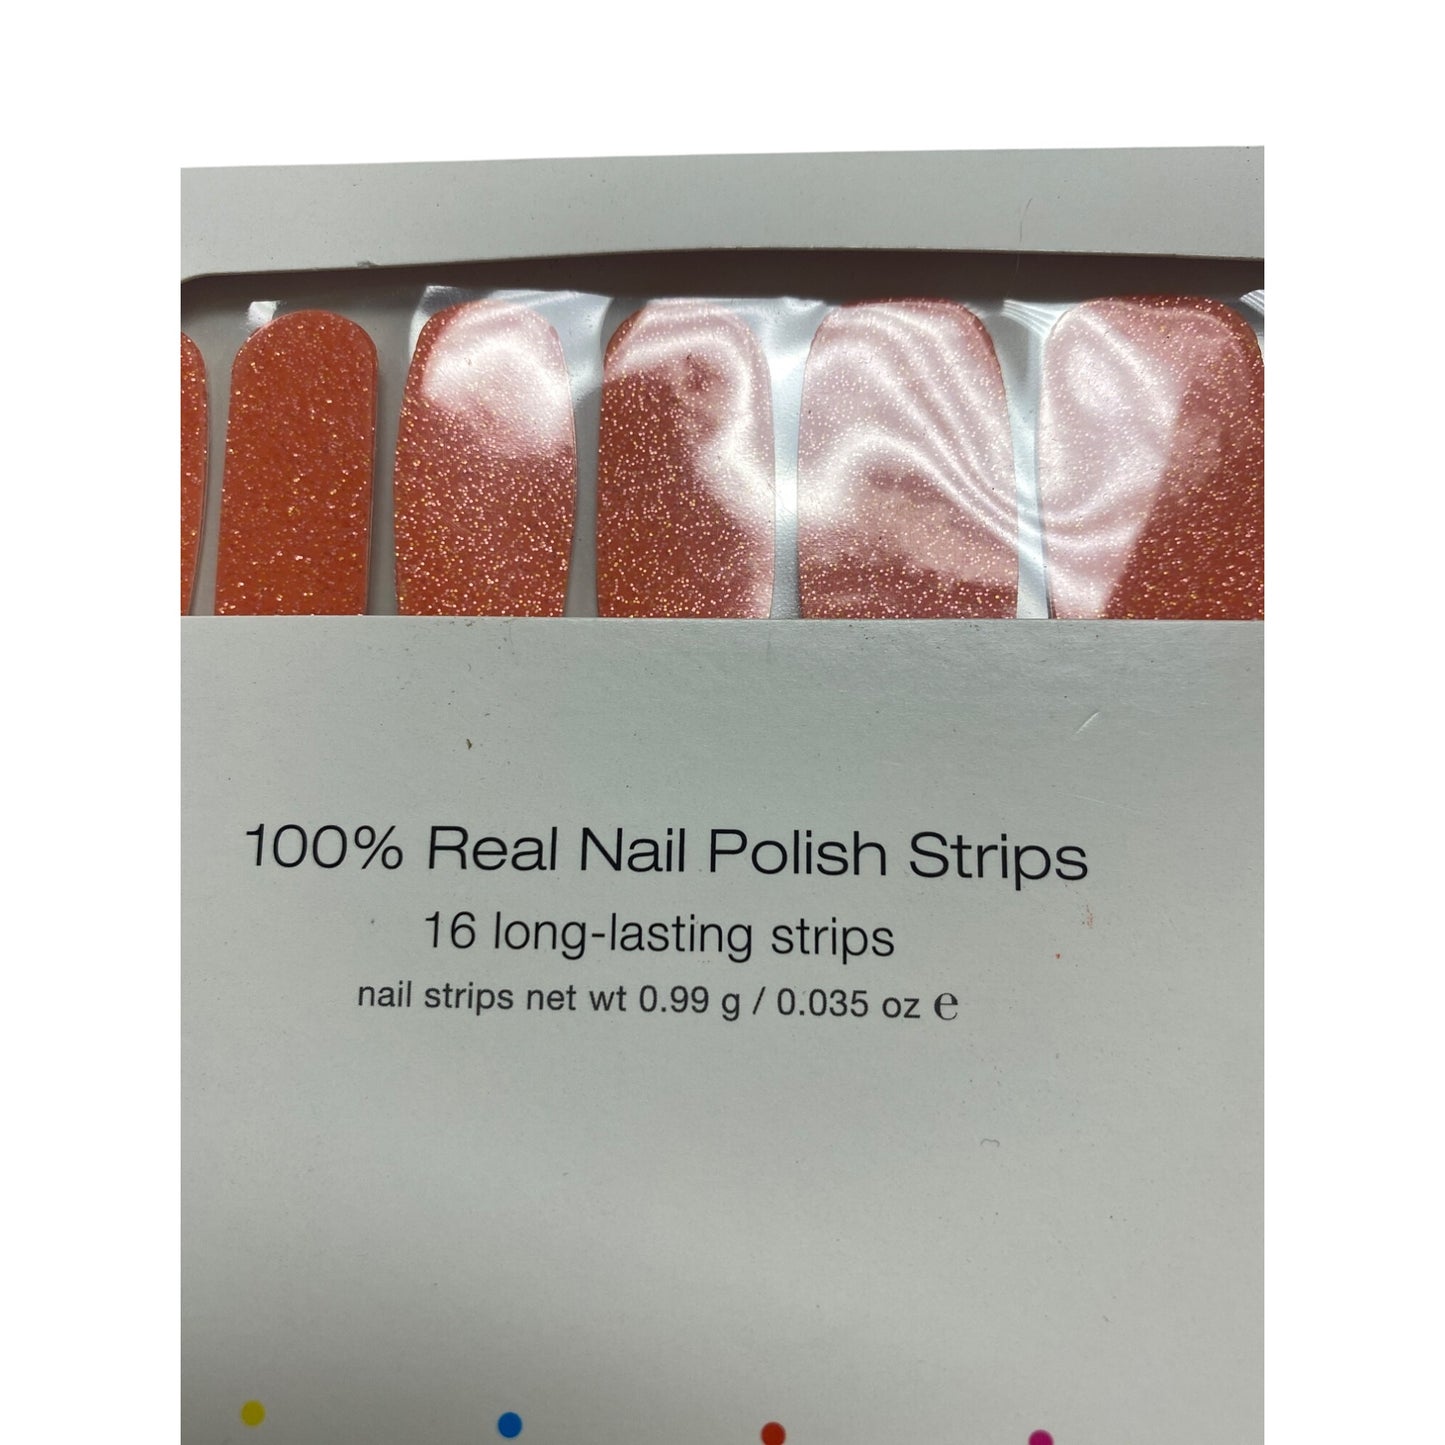 100% Real Nail Polish Strips
16 long-lasting strips
nail strips net wt 0.99 g / 0.035 oz ℮